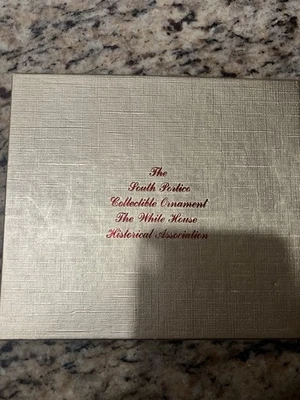 The
South Portico
Collectible Ornament
The White House
Historical Association